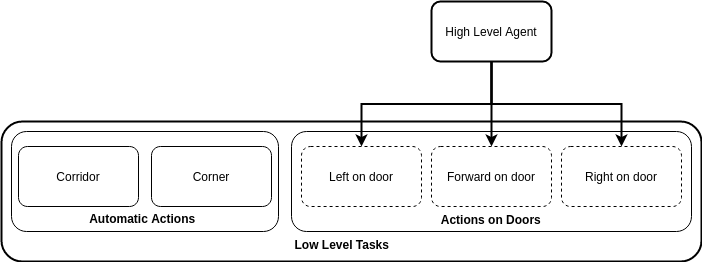 High Level Agent
Corridor
Corner
Left on door
Forward on door
Right on door
Automatic Actions
Actions on Doors
Low Level Tasks